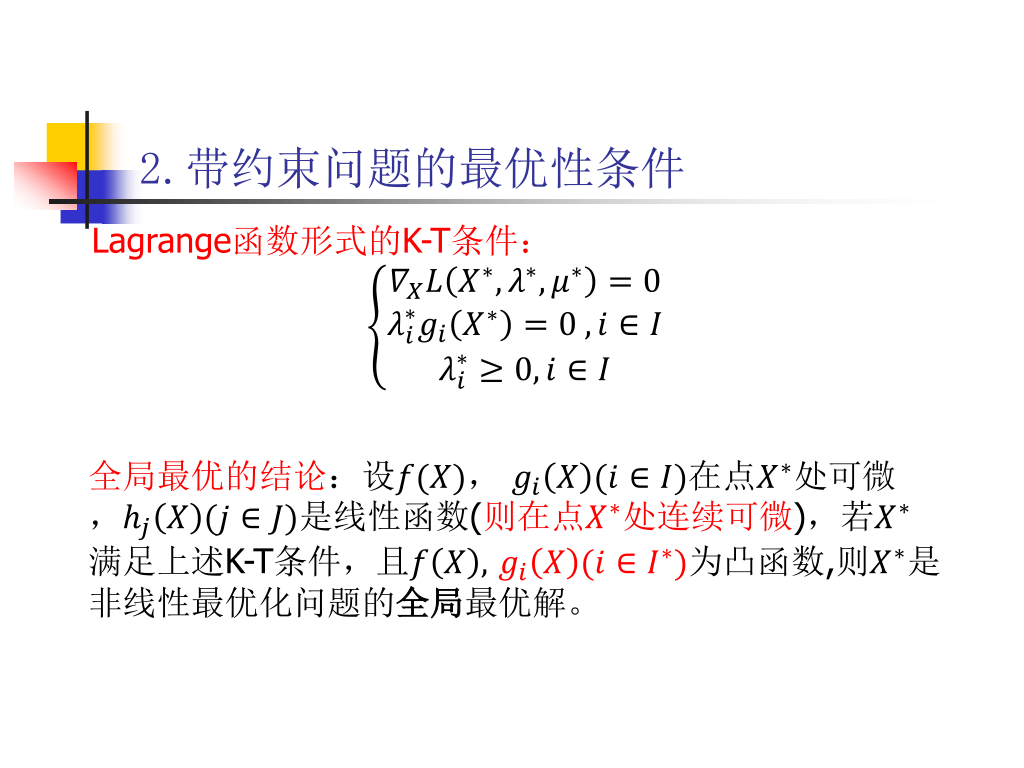 2.带约束问题的最优性条件
Lagrange函数形式的K-T条件：
∇_X L(X*, λ*, μ*) = 0
λ_i* g_i(X*) = 0 , i ∈ I
λ_i* ≥ 0, i ∈ I
全局最优的结论：设f(X)， g_i(X)(i ∈ I)在点X*处可微
，h_j(X)(j ∈ J)是线性函数(则在点X*处连续可微)，若X*
满足上述K-T条件，且f(X), g_i(X)(i ∈ I*)为凸函数,则X*是
非线性最优化问题的全局最优解。